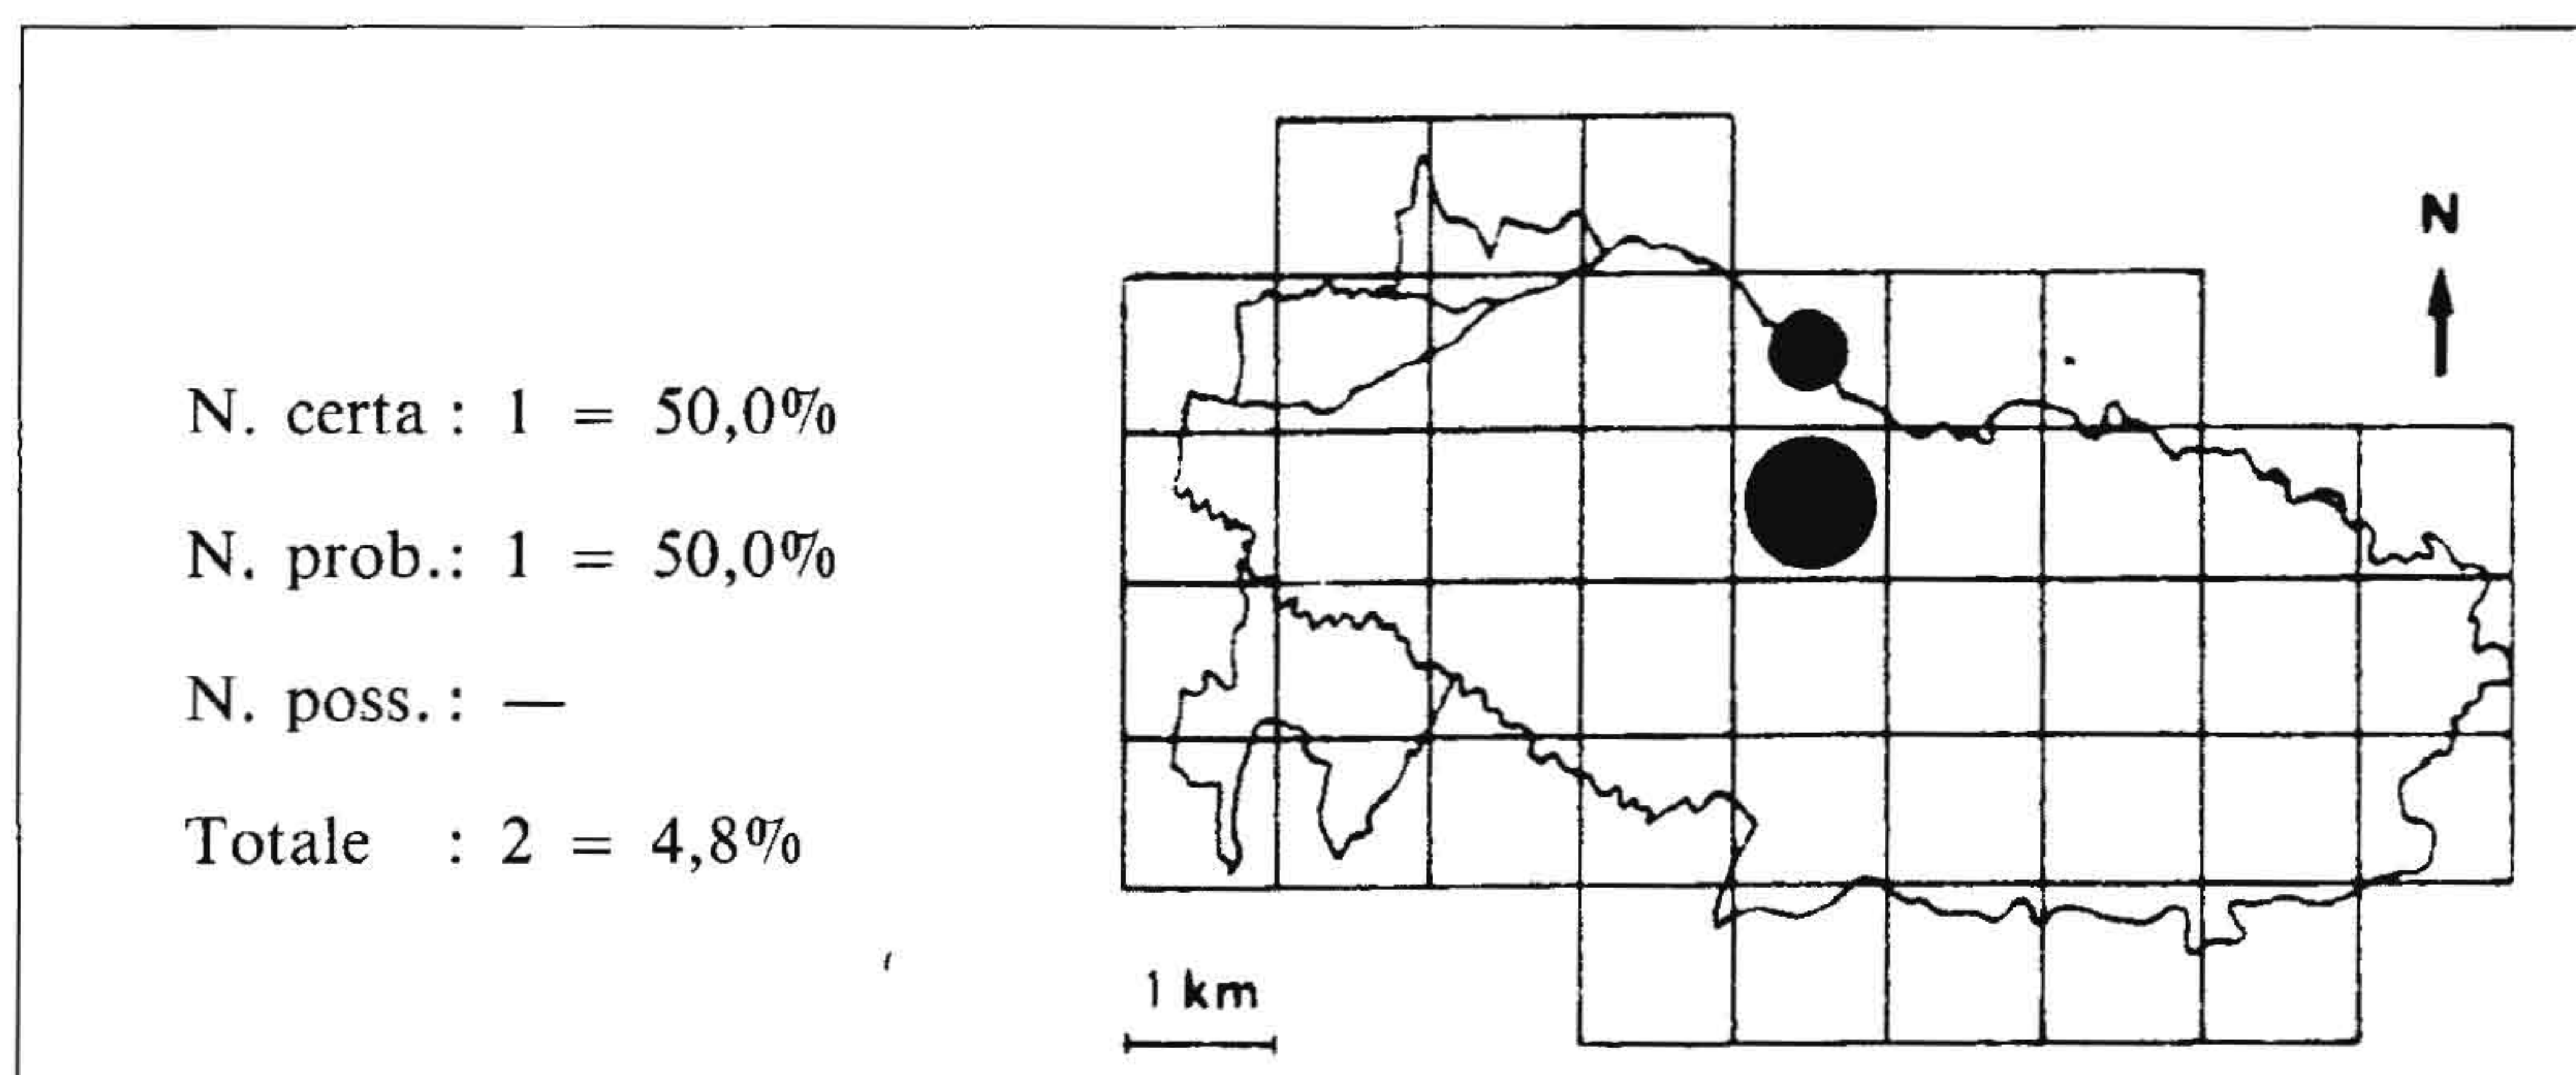 N. certa : 1 = 50,0%
N. prob.: 1 = 50,0%
N. poss. : —
Totale : 2 = 4,8%
N
1 km